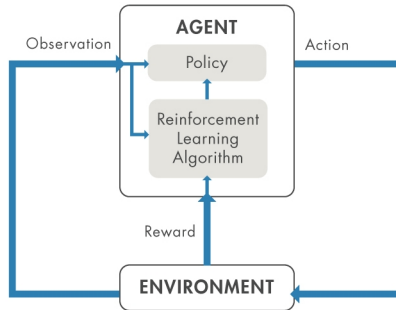 AGENT
Observation
Action
Policy
Reinforcement
Learning
Algorithm
Reward
ENVIRONMENT